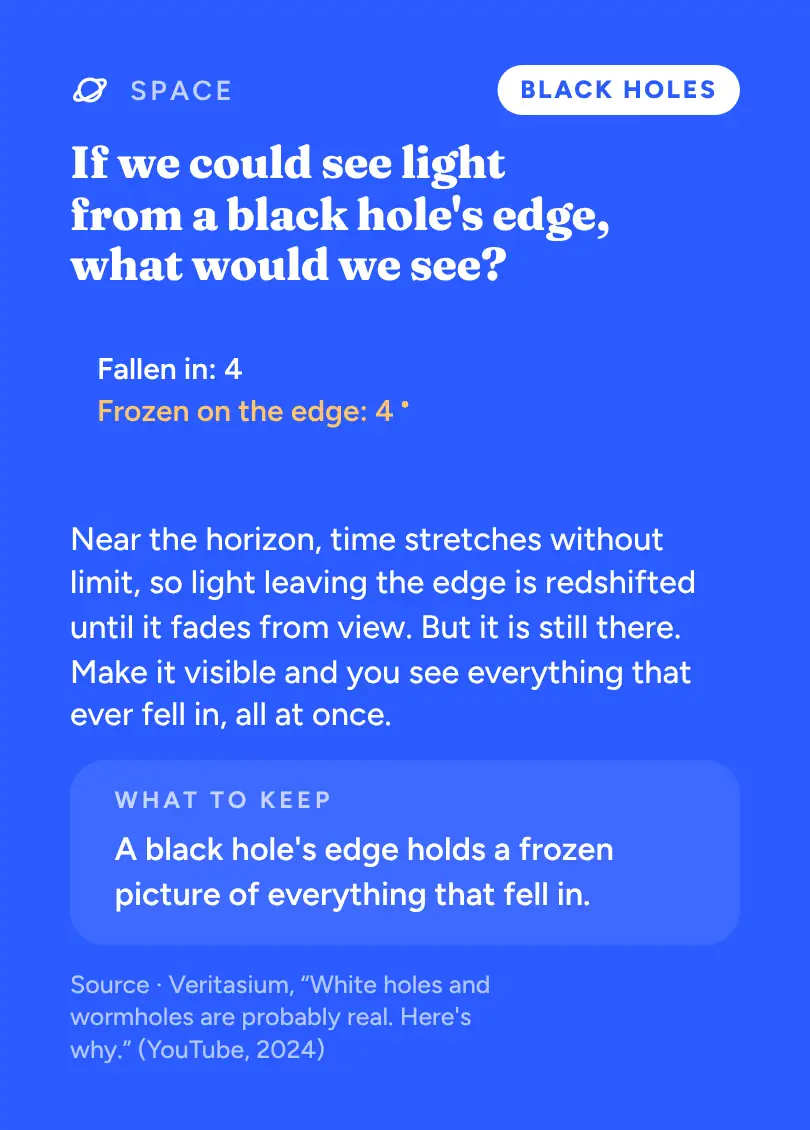 SPACE
BLACK HOLES
If we could see light
from a black hole's edge,
what would we see?
Fallen in: 4
Frozen on the edge: 4
Near the horizon, time stretches without
limit, so light leaving the edge is redshifted
until it fades from view. But it is still there.
Make it visible and you see everything that
ever fell in, all at once.
WHAT TO KEEP
A black hole's edge holds a frozen
picture of everything that fell in.
Source · Veritasium, “White holes and
wormholes are probably real. Here's
why.” (YouTube, 2024)